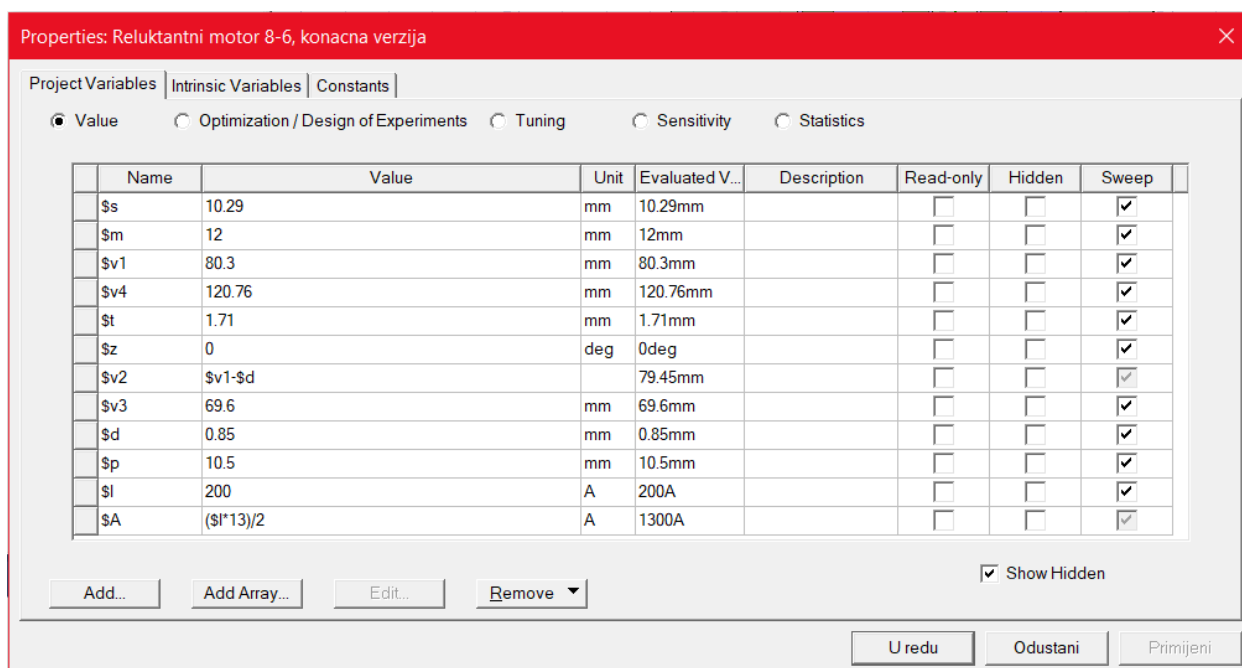 Properties: Reluktantni motor 8-6, konacna verzija
Project Variables Intrinsic Variables Constants
Value Optimization / Design of Experiments Tuning Sensitivity Statistics
Name Value Unit Evaluated V... Description Read-only Hidden Sweep
$s 10.29 mm 10.29mm
$m 12 mm 12mm
$v1 80.3 mm 80.3mm
$v4 120.76 mm 120.76mm
$t 1.71 mm 1.71mm
$z 0 deg 0deg
$v2 $v1-$d 79.45mm
$v3 69.6 mm 69.6mm
$d 0.85 mm 0.85mm
$p 10.5 mm 10.5mm
$I 200 A 200A
$A ($I*13)/2 A 1300A
Show Hidden
Add... Add Array... Edit... Remove
U redu Odustani Primijeni